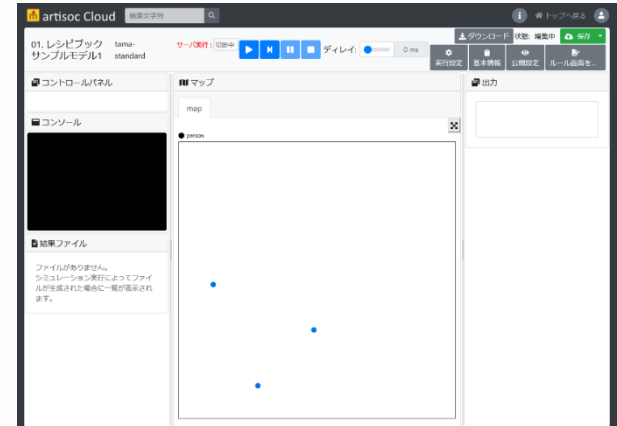 artisoc Cloud
検索文字列
トップへ戻る
01. レシピブック
サンプルモデル1
tama-
standard
サーバ実行: 切断中
ディレイ:
0 ms
ダウンロード
状態: 編集中
保存
実行設定
基本情報
公開設定
ルール画面を...
コントロールパネル
コンソール
結果ファイル
ファイルがありません。
シミュレーション実行によってファイ
ルが生成された場合に一覧が表示され
ます。
マップ
map
person
出力